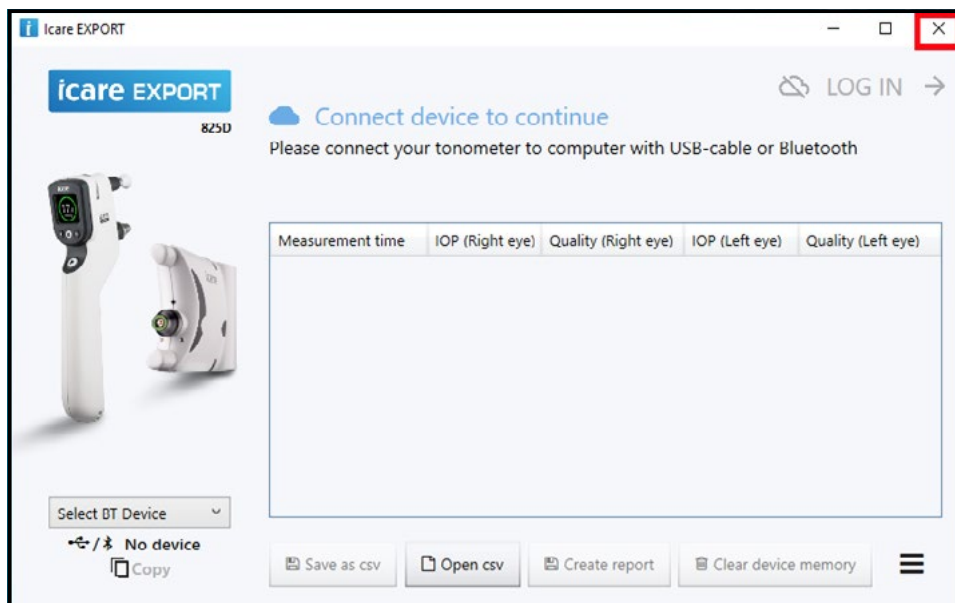 Icare EXPORT
icare EXPORT
825D
LOG IN
Connect device to continue
Please connect your tonometer to computer with USB-cable or Bluetooth
Measurement time IOP (Right eye) Quality (Right eye) IOP (Left eye) Quality (Left eye)
Select BT Device
/ No device
Copy
Save as csv Open csv Create report Clear device memory